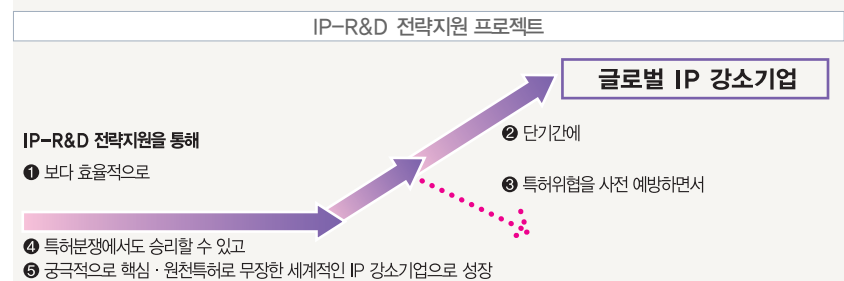 IP-R&D 전략지원 프로젝트
글로벌 IP 강소기업
IP-R&D 전략지원을 통해
❶ 보다 효율적으로
❷ 단기간에
❸ 특허위협을 사전 예방하면서
❹ 특허분쟁에서도 승리할 수 있고
❺ 궁극적으로 핵심·원천특허로 무장한 세계적인 IP 강소기업으로 성장